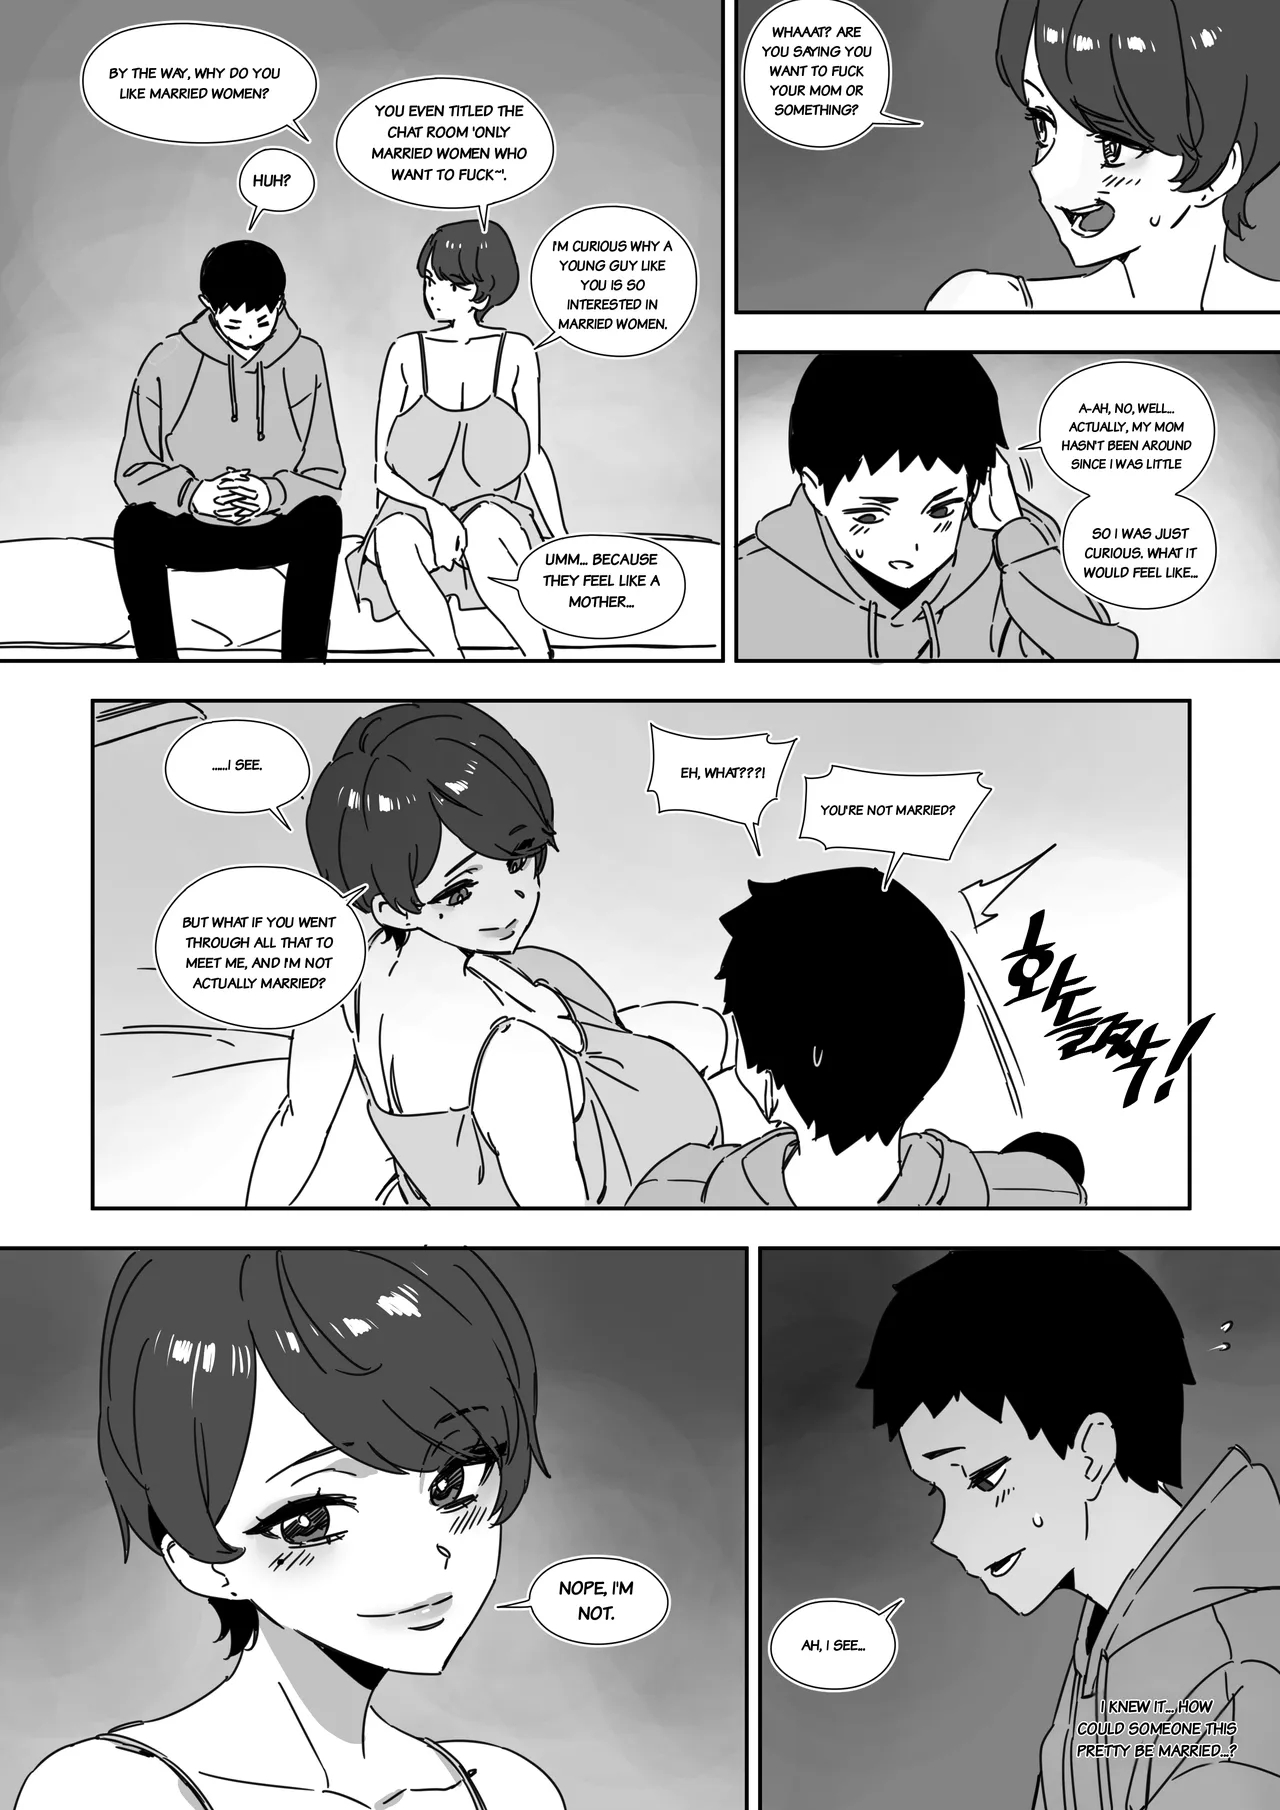 BY THE WAY, WHY DO YOU
LIKE MARRIED WOMEN?
HUH?
YOU EVEN TITLED THE
CHAT ROOM 'ONLY
MARRIED WOMEN WHO
WANT TO FUCK~'.
I'M CURIOUS WHY A
YOUNG GUY LIKE
YOU IS SO
INTERESTED IN
MARRIED WOMEN.
UMM... BECAUSE
THEY FEEL LIKE A
MOTHER...
WHAAAT? ARE
YOU SAYING YOU
WANT TO FUCK
YOUR MOM OR
SOMETHING?
A-AH, NO, WELL...
ACTUALLY, MY MOM
HASN'T BEEN AROUND
SINCE I WAS LITTLE
SO I WAS JUST
CURIOUS. WHAT IT
WOULD FEEL LIKE...
......I SEE.
BUT WHAT IF YOU WENT
THROUGH ALL THAT TO
MEET ME, AND I'M NOT
ACTUALLY MARRIED?
EH, WHAT???!
YOU'RE NOT MARRIED?
화들짝!
NOPE, I'M
NOT.
AH, I SEE...
I KNEW IT... HOW
COULD SOMEONE THIS
PRETTY BE MARRIED...?